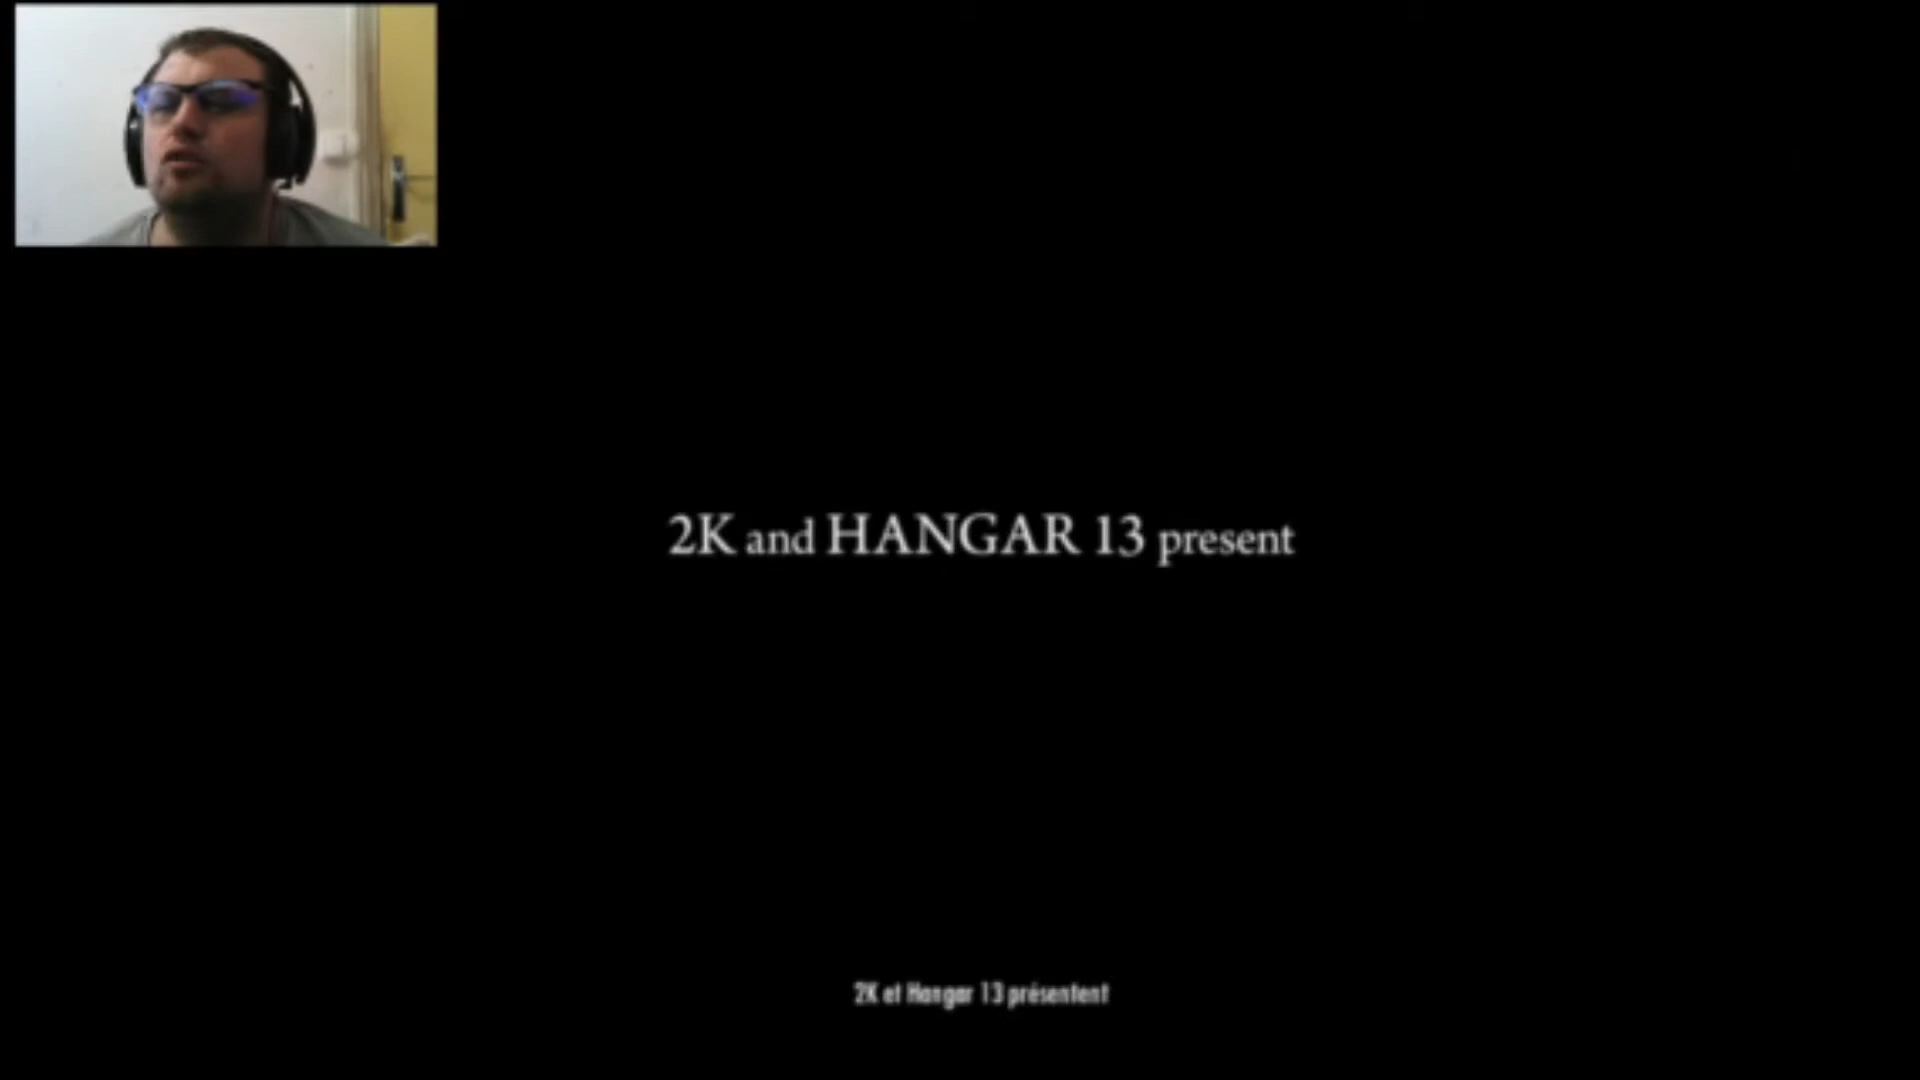 2K and HANGAR 13 present
2K et Hangar 13 présentent